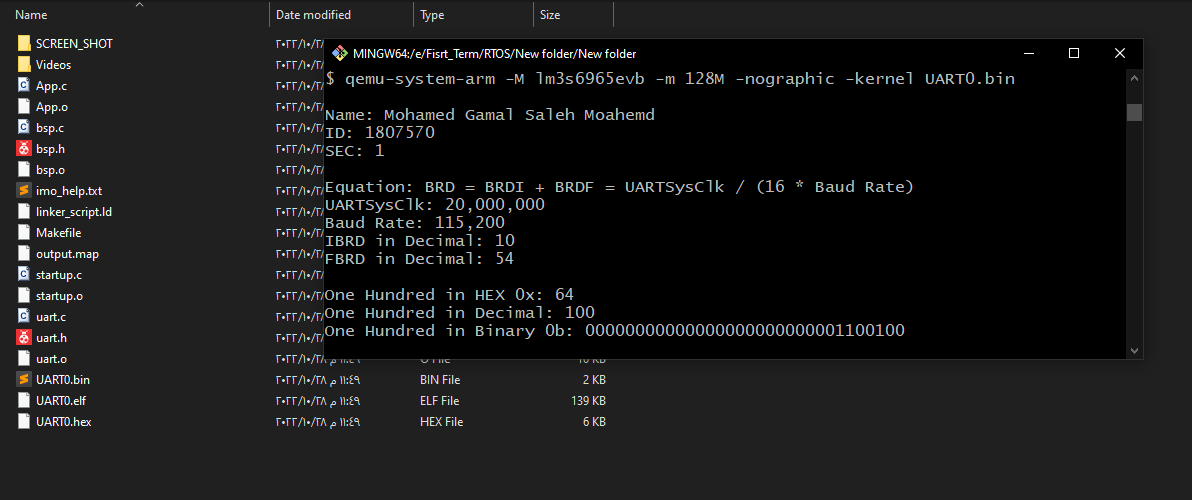 Name Date modified Type Size
SCREEN_SHOT
Videos
App.c
App.o
bsp.c
bsp.h
bsp.o
imo_help.txt
linker_script.ld
Makefile
output.map
startup.c
startup.o
uart.c
uart.h
uart.o
UART0.bin ٢٠٢٢/١٠/٢٨ م ١١:٤٩ BIN File 2 KB
UART0.elf ٢٠٢٢/١٠/٢٨ م ١١:٤٩ ELF File 139 KB
UART0.hex ٢٠٢٢/١٠/٢٨ م ١١:٤٩ HEX File 6 KB
MINGW64:/e/Fisrt_Term/RTOS/New folder/New folder
$ qemu-system-arm -M lm3s6965evb -m 128M -nographic -kernel UART0.bin
Name: Mohamed Gamal Saleh Moahemd
ID: 1807570
SEC: 1
Equation: BRD = BRDI + BRDF = UARTSysClk / (16 * Baud Rate)
UARTSysClk: 20,000,000
Baud Rate: 115,200
IBRD in Decimal: 10
FBRD in Decimal: 54
One Hundred in HEX 0x: 64
One Hundred in Decimal: 100
One Hundred in Binary 0b: 00000000000000000000000001100100